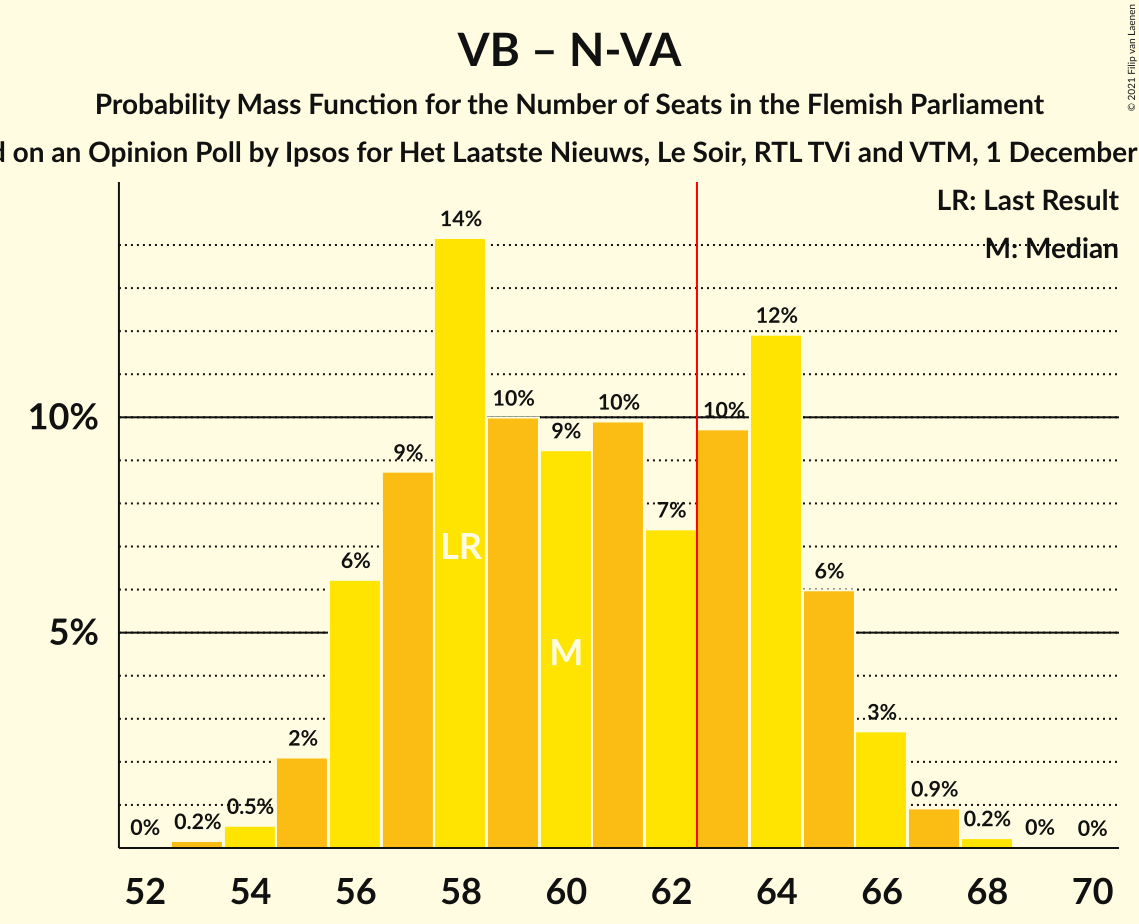 VB – N-VA
Probability Mass Function for the Number of Seats in the Flemish Parliament
on an Opinion Poll by Ipsos for Het Laatste Nieuws, Le Soir, RTL TVi and VTM, 1 December
© 2021 Filip van Laenen
LR: Last Result
M: Median
14%
12%
10%
10%
10%
10%
10%
9%
9%
7%
LR
6%
6%
5%
M
3%
2%
0.9%
0.5%
0.2%
0.2%
0%
0%
0%
52 54 56 58 60 62 64 66 68 70